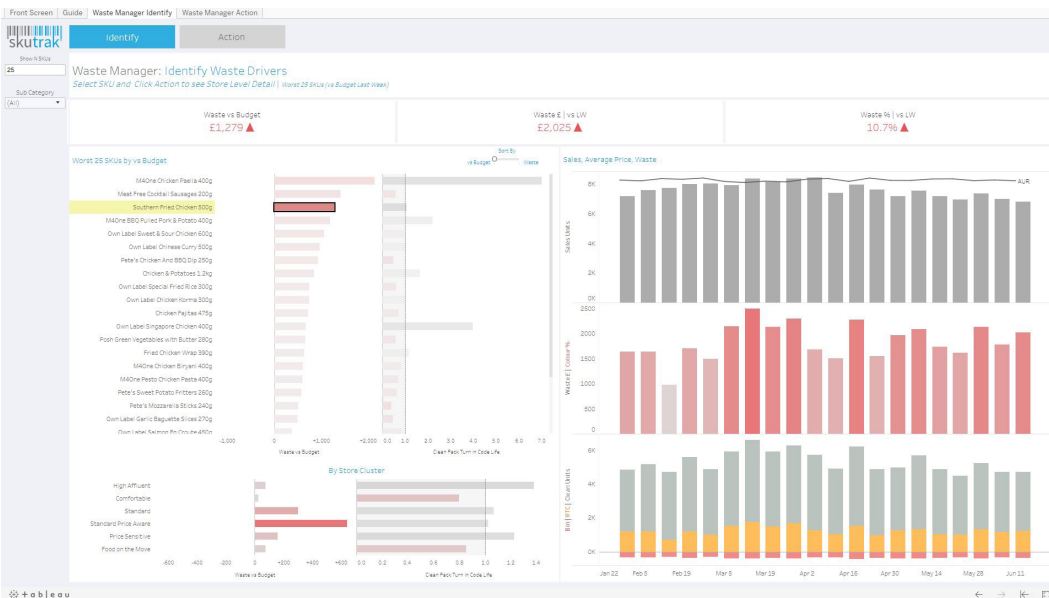 Front Screen Guide Waste Manager Identify Waste Manager Action
skutrak
Identify Action
Show N SKUs
25
Sub Category
(All)
Waste Manager: Identify Waste Drivers
Select SKU and Click Action to see Store Level Detail | Worst 25 SKUs (vs Budget Last Week)
Waste vs Budget
£1,279
Waste £ | vs LW
£2,025
Waste % | vs LW
10.7%
Worst 25 SKUs by vs Budget
Sort By
vs Budget Waste
M4One Chicken Paella 400g
Meat Free Cocktail Sausages 200g
Southern Fried Chicken 500g
M4One BBQ Pulled Pork & Potato 400g
Own Label Sweet & Sour Chicken 600g
Own Label Chinese Curry 500g
Pete's Chicken And BBQ Dip 250g
Chicken & Potatoes 1.2kg
Own Label Special Fried Rice 300g
Own Label Chicken Korma 300g
Chicken Fajitas 475g
Own Label Singapore Chicken 400g
Posh Green Vegetables with Butter 280g
Fried Chicken Wrap 390g
M4One Chicken Biryani 400g
M4One Pesto Chicken Pasta 400g
Pete's Sweet Potato Fritters 260g
Pete's Mozzarella Sticks 240g
Own Label Garlic Baguette Slices 270g
Own Label Salmon En Croute 480g
-1,000 0 +1,000 +2,000 0.0 1.0 2.0 3.0 4.0 5.0 6.0 7.0
Waste vs Budget Clean Pack Turn in Code Life
By Store Cluster
High Affluent
Comfortable
Standard
Standard Price Aware
Price Sensitive
Food on the Move
-600 -400 -200 0 +200 +400 +600 0.0 0.2 0.4 0.6 0.8 1.0 1.2 1.4
Waste vs Budget Clean Pack Turn in Code Life
Sales, Average Price, Waste
AUR
Sales Units
8K
6K
4K
2K
0K
Waste £ | Colour %
2500
2000
1500
1000
500
0
Bin | RTC | Clean Units
6K
4K
2K
0K
Jan 22 Feb 5 Feb 19 Mar 5 Mar 19 Apr 2 Apr 16 Apr 30 May 14 May 28 Jun 11
+ableau